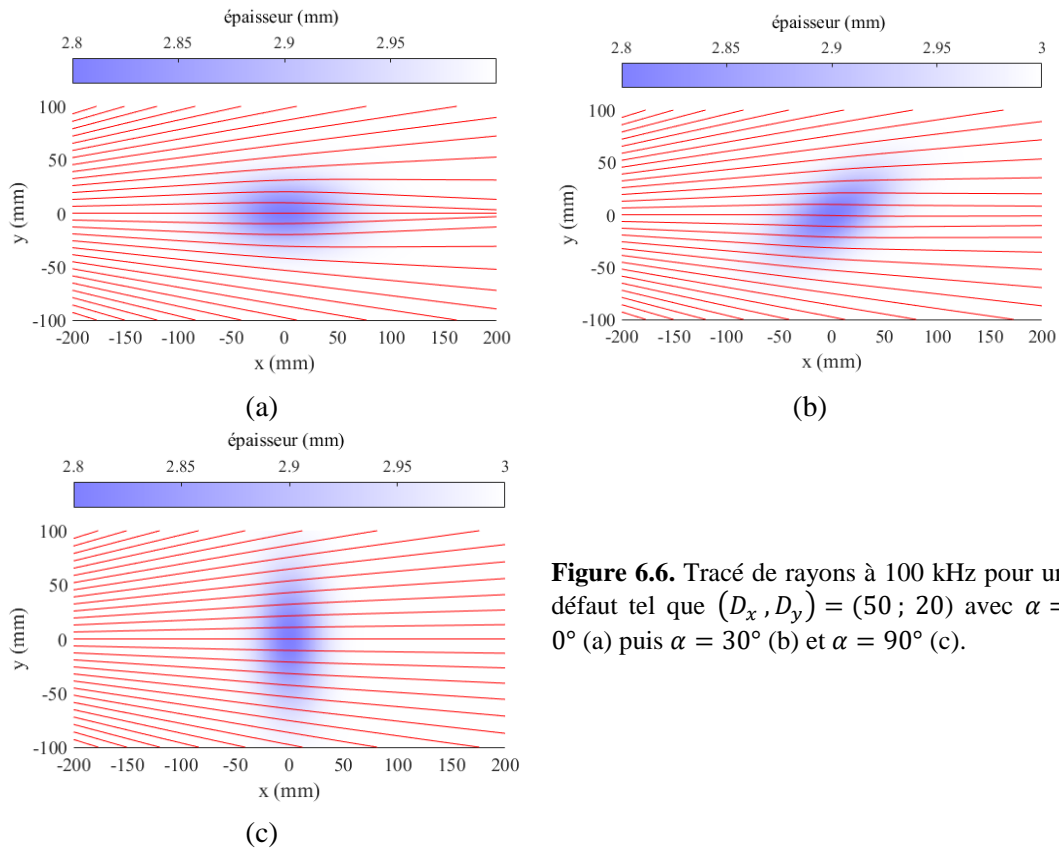 épaisseur (mm)
2.8 2.85 2.9 2.95
100
50
0
-50
-100
y (mm)
-200 -150 -100 -50 0 50 100 150 200
x (mm)
(a)
épaisseur (mm)
2.8 2.85 2.9 2.95 3
100
50
0
-50
-100
y (mm)
-200 -150 -100 -50 0 50 100 150 200
x (mm)
(b)
épaisseur (mm)
2.8 2.85 2.9 2.95 3
100
50
0
-50
-100
y (mm)
-200 -150 -100 -50 0 50 100 150 200
x (mm)
(c)
Figure 6.6. Tracé de rayons à 100 kHz pour un
défaut tel que (Dₓ , D_y) = (50 ; 20) avec α =
0° (a) puis α = 30° (b) et α = 90° (c).